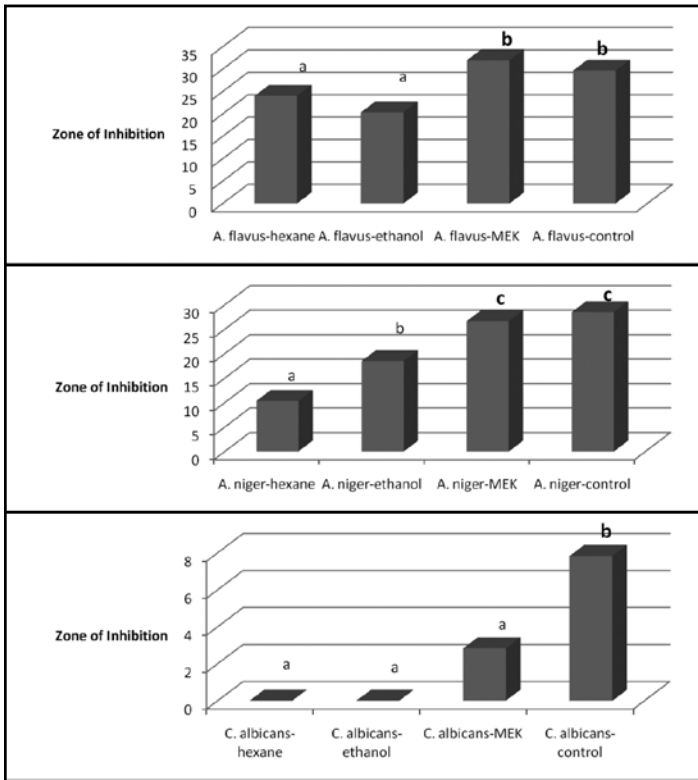 35
30
25
20
15
10
5
0
Zone of Inhibition
a
a
b
b
A. flavus-hexane A. flavus-ethanol A. flavus-MEK A. flavus-control
30
25
20
15
10
5
0
Zone of Inhibition
a
b
c
c
A. niger-hexane A. niger-ethanol A. niger-MEK A. niger-control
8
6
4
2
0
Zone of Inhibition
a
a
a
b
C. albicans-hexane C. albicans-ethanol C. albicans-MEK C. albicans-control